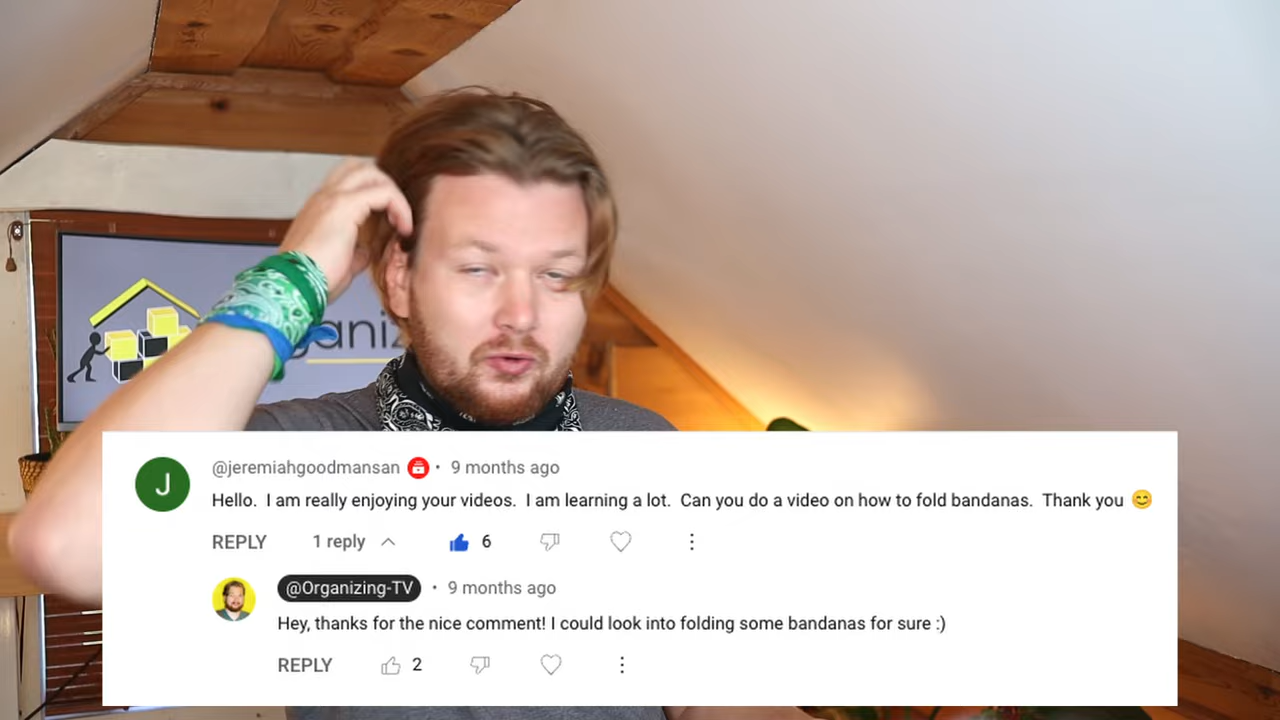 ganiz
@jeremiahgoodmansan • 9 months ago
Hello. I am really enjoying your videos. I am learning a lot. Can you do a video on how to fold bandanas. Thank you 😊
REPLY 1 reply 6
@Organizing-TV • 9 months ago
Hey, thanks for the nice comment! I could look into folding some bandanas for sure :)
REPLY 2
J